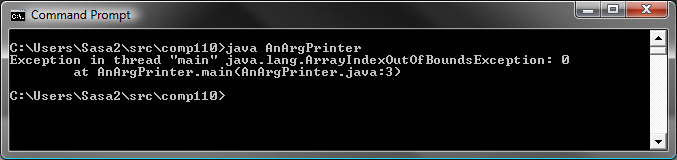 Command Prompt
C:\Users\Sasa2\src\comp110>java AnArgPrinter
Exception in thread "main" java.lang.ArrayIndexOutOfBoundsException: 0
        at AnArgPrinter.main(AnArgPrinter.java:3)
C:\Users\Sasa2\src\comp110>